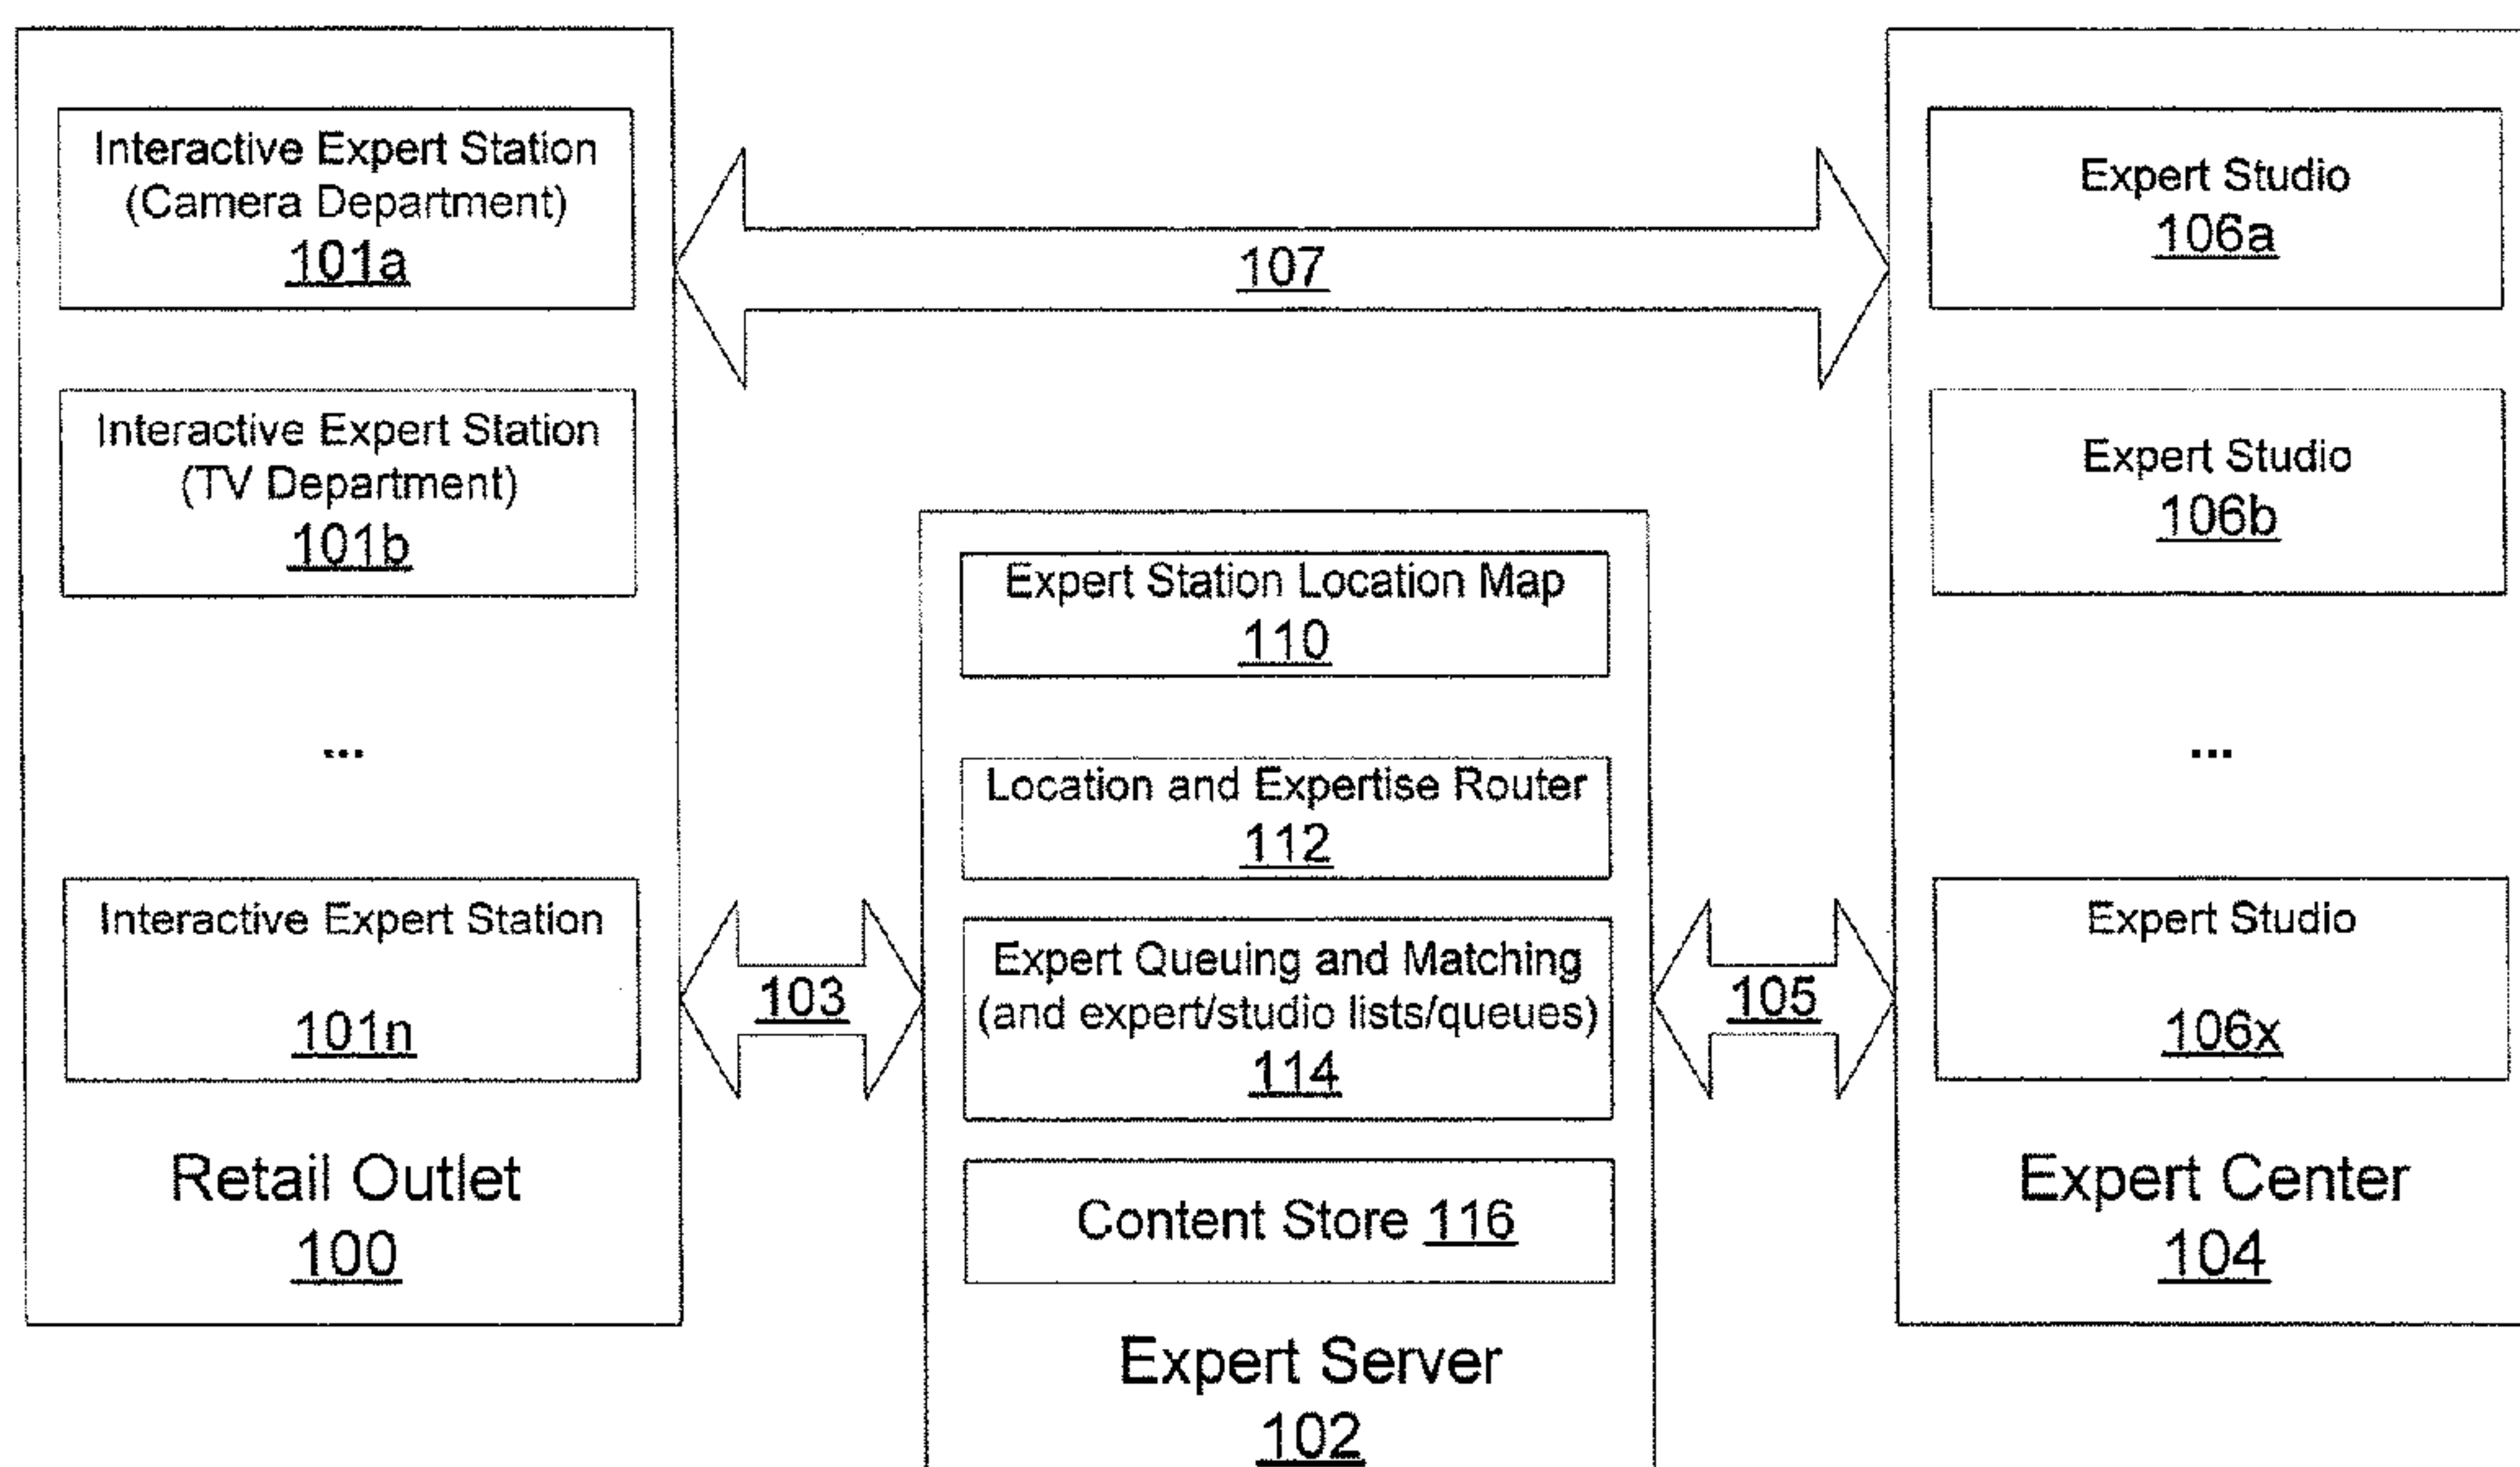 Interactive Expert Station
(Camera Department)
101a
Interactive Expert Station
(TV Department)
101b
...
Interactive Expert Station
101n
Retail Outlet
100
107
103
Expert Station Location Map
110
Location and Expertise Router
112
Expert Queuing and Matching
(and expert/studio lists/queues)
114
Content Store 116
Expert Server
102
105
Expert Studio
106a
Expert Studio
106b
...
Expert Studio
106x
Expert Center
104